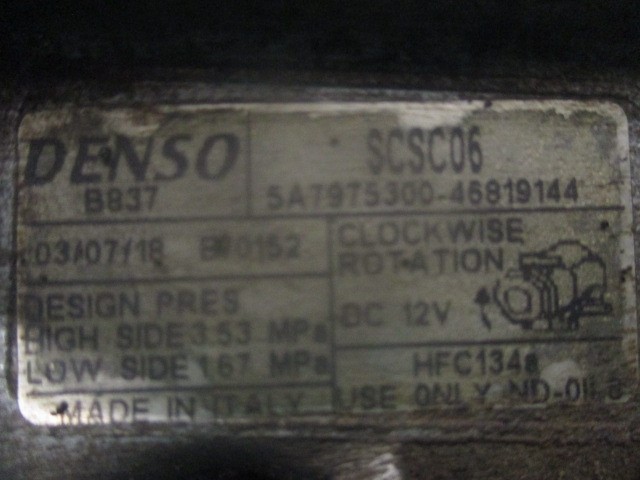 DENSO
SCSC06
B837
5A7975300-46819144
03/07/18
CLOCKWISE
ROTATION
DESIGN PRES
HIGH SIDE 3.53 MPa
LOW SIDE 1.67 MPa
DC 12V
HFC134a
MADE IN ITALY
USE ONLY ND-OIL 8